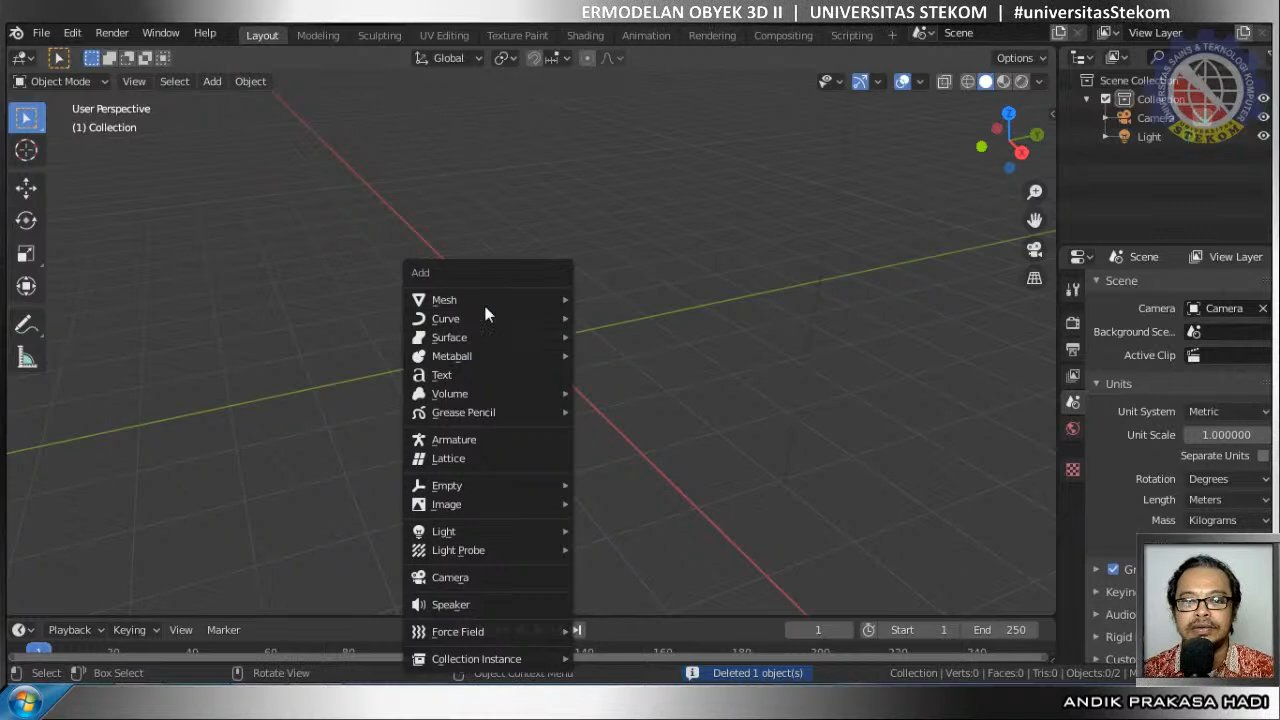 ERMODELAN OBYEK 3D II | UNIVERSITAS STEKOM | #universitasStekom
File Edit Render Window Help Layout Modeling Sculpting UV Editing Texture Paint Shading Animation Rendering Compositing Scripting + Scene View Layer
Global Options
Object Mode View Select Add Object
User Perspective
(1) Collection
Z
Y
X
Scene Collection
Camera
Light
STEKOM
Scene View Layer
Scene
Camera Camera
Background Sce...
Active Clip
Units
Unit System Metric
Unit Scale 1.000000
Separate Units
Rotation Degrees
Length Meters
Mass Kilograms
Gr
Keying
Audio
Rigid
Custo
Add
Mesh
Curve
Surface
Metaball
Text
Volume
Grease Pencil
Armature
Lattice
Empty
Image
Light
Light Probe
Camera
Speaker
Force Field
Collection Instance
Playback Keying View Marker 1 Start 1 End 250
1 20 80 140 200 240
Select Box Select Rotate View Object Context Menu Deleted 1 object(s) Collection | Verts:0 | Faces:0 | Tris:0 | Objects:0/2
ANDIK PRAKASA HADI